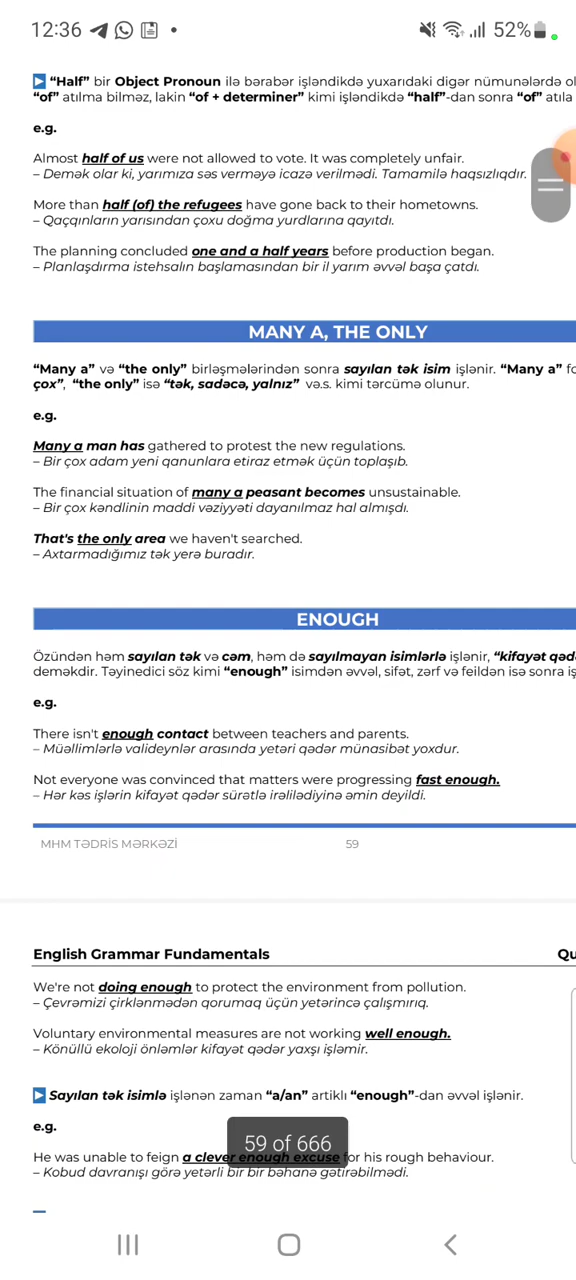 12:36
52%
“Half” bir Object Pronoun ilə bərabər işləndikdə yuxarıdakı digər nümunələrdə ol
“of” atılma bilməz, lakin “of + determiner” kimi işləndikdə “half”-dan sonra “of” atıla
e.g.
Almost half of us were not allowed to vote. It was completely unfair.
– Demək olar ki, yarımıza səs verməyə icazə verilmədi. Tamamilə haqsızlıqdır.
More than half (of) the refugees have gone back to their hometowns.
– Qaçqınların yarısından çoxu doğma yurdlarına qayıtdı.
The planning concluded one and a half years before production began.
– Planlaşdırma istehsalın başlamasından bir il yarım əvvəl başa çatdı.
MANY A, THE ONLY
“Many a” və “the only” birləşmələrindən sonra sayılan tək isim işlənir. “Many a” fo
çox”, “the only” isə “tək, sadəcə, yalnız” və.s. kimi tərcümə olunur.
e.g.
Many a man has gathered to protest the new regulations.
– Bir çox adam yeni qanunlara etiraz etmək üçün toplaşıb.
The financial situation of many a peasant becomes unsustainable.
– Bir çox kəndlinin maddi vəziyyəti dayanılmaz hal almışdı.
That's the only area we haven't searched.
– Axtarmadığımız tək yerə buradır.
ENOUGH
Özündən həm sayılan tək və cəm, həm də sayılmayan isimlərlə işlənir, “kifayət qəd
deməkdir. Təyinedici söz kimi “enough” isimdən əvvəl, sifət, zərf və feildən isə sonra iş
e.g.
There isn't enough contact between teachers and parents.
– Müəllimlərlə valideynlər arasında yetəri qədər münasibət yoxdur.
Not everyone was convinced that matters were progressing fast enough.
– Hər kəs işlərin kifayət qədər sürətlə irəlilədiyinə əmin deyildi.
MHM TƏDRİS MƏRKƏZİ 59
English Grammar Fundamentals Qu
We're not doing enough to protect the environment from pollution.
– Çevrəmizi çirklənmədən qorumaq üçün yetərincə çalışmırıq.
Voluntary environmental measures are not working well enough.
– Könüllü ekoloji önləmlər kifayət qədər yaxşı işləmir.
Sayılan tək isimlə işlənən zaman “a/an” artiklı “enough”-dan əvvəl işlənir.
e.g.
59 of 666
He was unable to feign a clever enough excuse for his rough behaviour.
– Kobud davranışı görə yetərli bir bir bəhanə gətirəbilmədi.